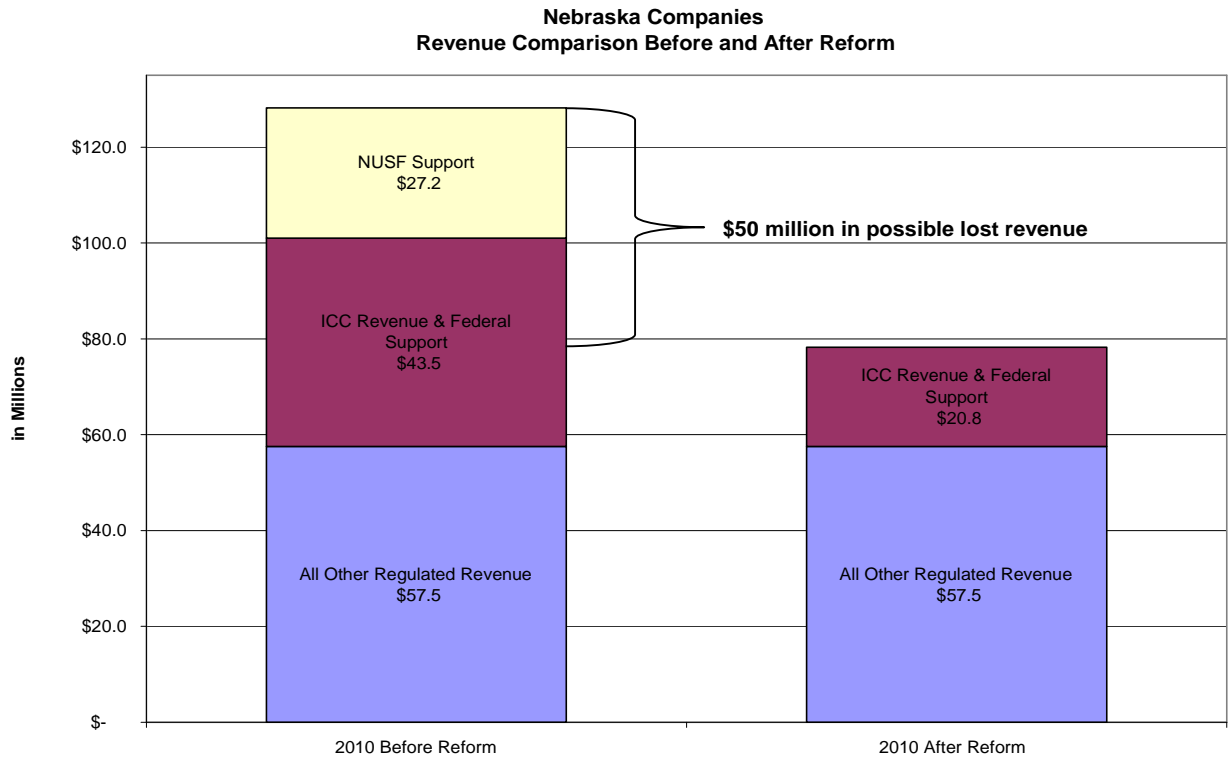 Nebraska Companies
Revenue Comparison Before and After Reform
$120.0
$100.0
$80.0
$60.0
$40.0
$20.0
$-
in Millions
NUSF Support
$27.2
ICC Revenue & Federal
Support
$43.5
All Other Regulated Revenue
$57.5
$50 million in possible lost revenue
ICC Revenue & Federal
Support
$20.8
All Other Regulated Revenue
$57.5
2010 Before Reform
2010 After Reform